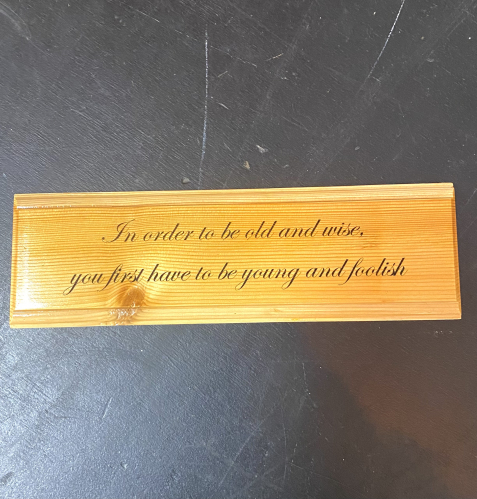 In order to be old and wise,
you first have to be young and foolish